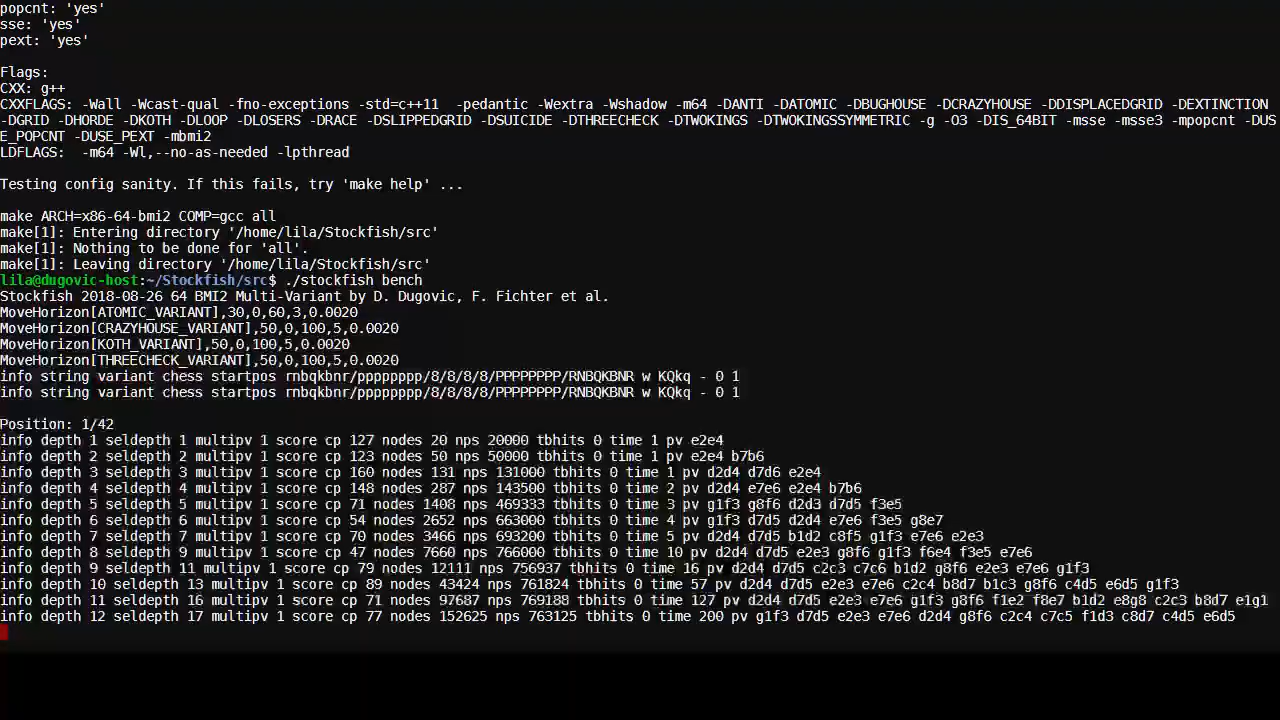 popcnt: 'yes'
sse: 'yes'
pext: 'yes'
Flags:
CXX: g++
CXXFLAGS: -Wall -Wcast-qual -fno-exceptions -std=c++11  -pedantic -Wextra -Wshadow -m64 -DANTI -DATOMIC -DBUGHOUSE -DCRAZYHOUSE -DDISPLACEDGRID -DEXTINCTION
-DGRID -DHORDE -DKOTH -DLOOP -DLOSERS -DRACE -DSLIPPEDGRID -DSUICIDE -DTHREECHECK -DTWOKINGS -DTWOKINGSSYMMETRIC -g -O3 -DIS_64BIT -msse -msse3 -mpopcnt -DUS
E_POPCNT -DUSE_PEXT -mbmi2
LDFLAGS:  -m64 -Wl,--no-as-needed -lpthread
Testing config sanity. If this fails, try 'make help' ...
make ARCH=x86-64-bmi2 COMP=gcc all
make[1]: Entering directory '/home/lila/Stockfish/src'
make[1]: Nothing to be done for 'all'.
make[1]: Leaving directory '/home/lila/Stockfish/src'
lila@dugovic-host:~/Stockfish/src$ ./stockfish bench
Stockfish 2018-08-26 64 BMI2 Multi-Variant by D. Dugovic, F. Fichter et al.
MoveHorizon[ATOMIC_VARIANT],30,0,60,3,0.0020
MoveHorizon[CRAZYHOUSE_VARIANT],50,0,100,5,0.0020
MoveHorizon[KOTH_VARIANT],50,0,100,5,0.0020
MoveHorizon[THREECHECK_VARIANT],50,0,100,5,0.0020
info string variant chess startpos rnbqkbnr/pppppppp/8/8/8/8/PPPPPPPP/RNBQKBNR w KQkq - 0 1
info string variant chess startpos rnbqkbnr/pppppppp/8/8/8/8/PPPPPPPP/RNBQKBNR w KQkq - 0 1
Position: 1/42
info depth 1 seldepth 1 multipv 1 score cp 127 nodes 20 nps 20000 tbhits 0 time 1 pv e2e4
info depth 2 seldepth 2 multipv 1 score cp 123 nodes 50 nps 50000 tbhits 0 time 1 pv e2e4 b7b6
info depth 3 seldepth 3 multipv 1 score cp 160 nodes 131 nps 131000 tbhits 0 time 1 pv d2d4 d7d6 e2e4
info depth 4 seldepth 4 multipv 1 score cp 148 nodes 287 nps 143500 tbhits 0 time 2 pv d2d4 e7e6 e2e4 b7b6
info depth 5 seldepth 5 multipv 1 score cp 71 nodes 1408 nps 469333 tbhits 0 time 3 pv g1f3 g8f6 d2d3 d7d5 f3e5
info depth 6 seldepth 6 multipv 1 score cp 54 nodes 2652 nps 663000 tbhits 0 time 4 pv g1f3 d7d5 d2d4 e7e6 f3e5 g8e7
info depth 7 seldepth 7 multipv 1 score cp 70 nodes 3466 nps 693200 tbhits 0 time 5 pv d2d4 d7d5 b1d2 c8f5 g1f3 e7e6 e2e3
info depth 8 seldepth 9 multipv 1 score cp 47 nodes 7660 nps 766000 tbhits 0 time 10 pv d2d4 d7d5 e2e3 g8f6 g1f3 f6e4 f3e5 e7e6
info depth 9 seldepth 11 multipv 1 score cp 79 nodes 12111 nps 756937 tbhits 0 time 16 pv d2d4 d7d5 c2c3 c7c6 b1d2 g8f6 e2e3 e7e6 g1f3
info depth 10 seldepth 13 multipv 1 score cp 89 nodes 43424 nps 761824 tbhits 0 time 57 pv d2d4 d7d5 e2e3 e7e6 c2c4 b8d7 b1c3 g8f6 c4d5 e6d5 g1f3
info depth 11 seldepth 16 multipv 1 score cp 71 nodes 97687 nps 769188 tbhits 0 time 127 pv d2d4 d7d5 e2e3 e7e6 g1f3 g8f6 f1e2 f8e7 b1d2 e8g8 c2c3 b8d7 e1g1
info depth 12 seldepth 17 multipv 1 score cp 77 nodes 152625 nps 763125 tbhits 0 time 200 pv g1f3 d7d5 e2e3 e7e6 d2d4 g8f6 c2c4 c7c5 f1d3 c8d7 c4d5 e6d5